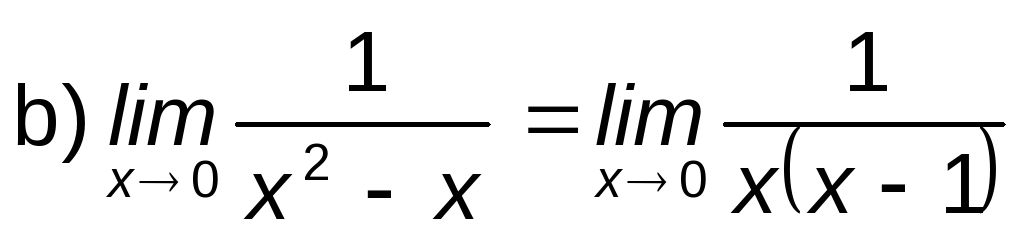 b) lim x→0 1/(x² - x) = lim x→0 1/(x(x - 1))